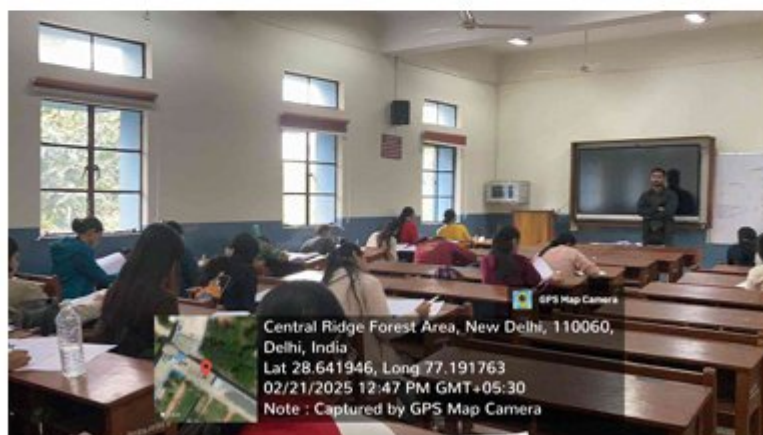 GPS Map Camera
Central Ridge Forest Area, New Delhi, 110060,
Delhi, India
Lat 28.641946, Long 77.191763
02/21/2025 12:47 PM GMT+05:30
Note : Captured by GPS Map Camera